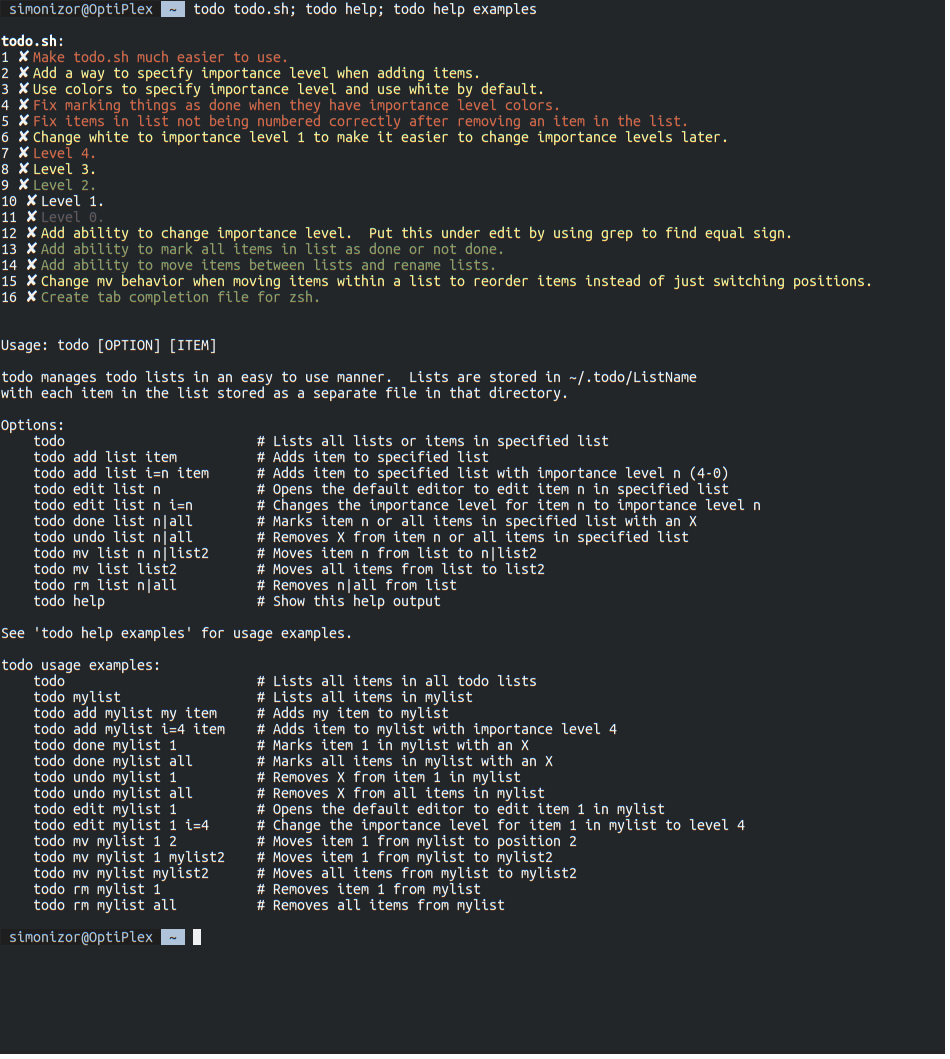 simonizor@OptiPlex ~ todo todo.sh; todo help; todo help examples
todo.sh:
1 ✘ Make todo.sh much easier to use.
2 ✘ Add a way to specify importance level when adding items.
3 ✘ Use colors to specify importance level and use white by default.
4 ✘ Fix marking things as done when they have importance level colors.
5 ✘ Fix items in list not being numbered correctly after removing an item in the list.
6 ✘ Change white to importance level 1 to make it easier to change importance levels later.
7 ✘ Level 4.
8 ✘ Level 3.
9 ✘ Level 2.
10 ✘ Level 1.
11 ✘ Level 0.
12 ✘ Add ability to change importance level.  Put this under edit by using grep to find equal sign.
13 ✘ Add ability to mark all items in list as done or not done.
14 ✘ Add ability to move items between lists and rename lists.
15 ✘ Change mv behavior when moving items within a list to reorder items instead of just switching positions.
16 ✘ Create tab completion file for zsh.
Usage: todo [OPTION] [ITEM]
todo manages todo lists in an easy to use manner.  Lists are stored in ~/.todo/ListName
with each item in the list stored as a separate file in that directory.
Options:
    todo                        # Lists all lists or items in specified list
    todo add list item          # Adds item to specified list
    todo add list i=n item      # Adds item to specified list with importance level n (4-0)
    todo edit list n            # Opens the default editor to edit item n in specified list
    todo edit list n i=n        # Changes the importance level for item n to importance level n
    todo done list n|all        # Marks item n or all items in specified list with an X
    todo undo list n|all        # Removes X from item n or all items in specified list
    todo mv list n n|list2      # Moves item n from list to n|list2
    todo mv list list2          # Moves all items from list to list2
    todo rm list n|all          # Removes n|all from list
    todo help                   # Show this help output
See 'todo help examples' for usage examples.
todo usage examples:
    todo                        # Lists all items in all todo lists
    todo mylist                 # Lists all items in mylist
    todo add mylist my item     # Adds my item to mylist
    todo add mylist i=4 item    # Adds item to mylist with importance level 4
    todo done mylist 1          # Marks item 1 in mylist with an X
    todo done mylist all        # Marks all items in mylist with an X
    todo undo mylist 1          # Removes X from item 1 in mylist
    todo undo mylist all        # Removes X from all items in mylist
    todo edit mylist 1          # Opens the default editor to edit item 1 in mylist
    todo edit mylist 1 i=4      # Change the importance level for item 1 in mylist to level 4
    todo mv mylist 1 2          # Moves item 1 from mylist to position 2
    todo mv mylist 1 mylist2    # Moves item 1 from mylist to mylist2
    todo mv mylist mylist2      # Moves all items from mylist to mylist2
    todo rm mylist 1            # Removes item 1 from mylist
    todo rm mylist all          # Removes all items from mylist
simonizor@OptiPlex ~